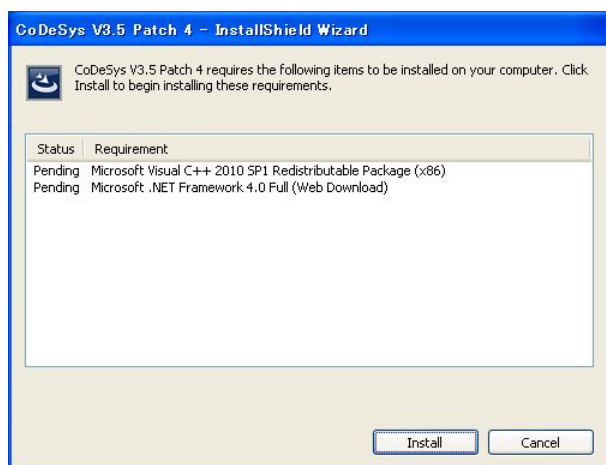 CoDeSys V3.5 Patch 4 - InstallShield Wizard
CoDeSys V3.5 Patch 4 requires the following items to be installed on your computer. Click
Install to begin installing these requirements.
Status Requirement
Pending Microsoft Visual C++ 2010 SP1 Redistributable Package (x86)
Pending Microsoft .NET Framework 4.0 Full (Web Download)
Install Cancel